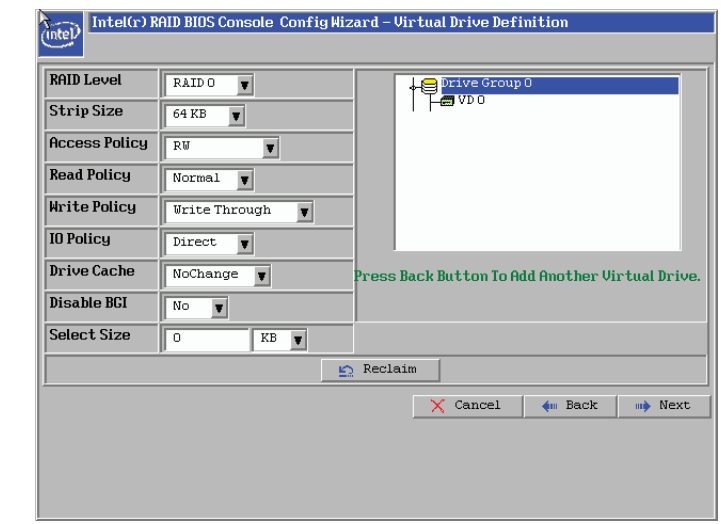 Intel(r) RAID BIOS Console Config Wizard – Virtual Drive Definition
intel
RAID Level RAID 0
Strip Size 64 KB
Access Policy RW
Read Policy Normal
Write Policy Write Through
IO Policy Direct
Drive Cache NoChange
Disable BGI No
Select Size 0 KB
Drive Group 0
VD 0
Press Back Button To Add Another Virtual Drive.
Reclaim
Cancel Back Next